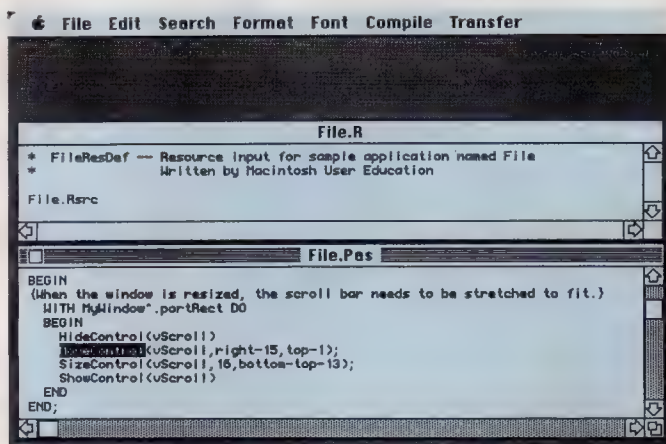 File Edit Search Format Font Compile Transfer
File.R
* FileResDef -- Resource input for sample application named File
* Written by Macintosh User Education
File.Rsrc
File.Pas
BEGIN
{When the window is resized, the scroll bar needs to be stretched to fit.}
WITH MyWindow^.portRect DO
BEGIN
HideControl(vScroll)
(vScroll,right-15,top-1);
SizeControl(vScroll,16,bottom-top-13);
ShowControl(vScroll)
END
END;